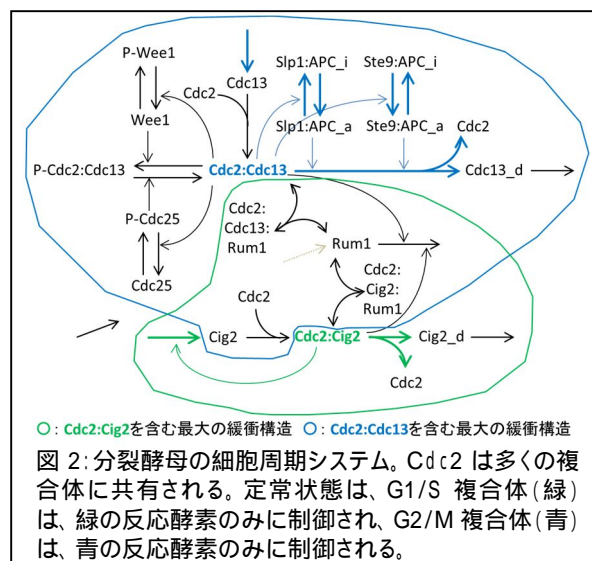 P-Wee1
Cdc2
Cdc13
Slp1:APC_i
Ste9:APC_i
Wee1
Slp1:APC_a
Ste9:APC_a
Cdc2
P-Cdc2:Cdc13
Cdc2:Cdc13
Cdc13_d
P-Cdc25
Cdc2:
Cdc13:
Rum1
Rum1
Cdc25
Cdc2:
Cig2:
Rum1
Cdc2
Cig2
Cdc2:Cig2
Cig2_d
Cdc2
○:Cdc2:Cig2を含む最大の緩衝構造 ○:Cdc2:Cdc13を含む最大の緩衝構造
図 2:分裂酵母の細胞周期システム。Cdc2 は多くの複
合体に共有される。定常状態は、G1/S 複合体(緑)
は、緑の反応酵素のみに制御され、G2/M 複合体(青)
は、青の反応酵素のみに制御される。